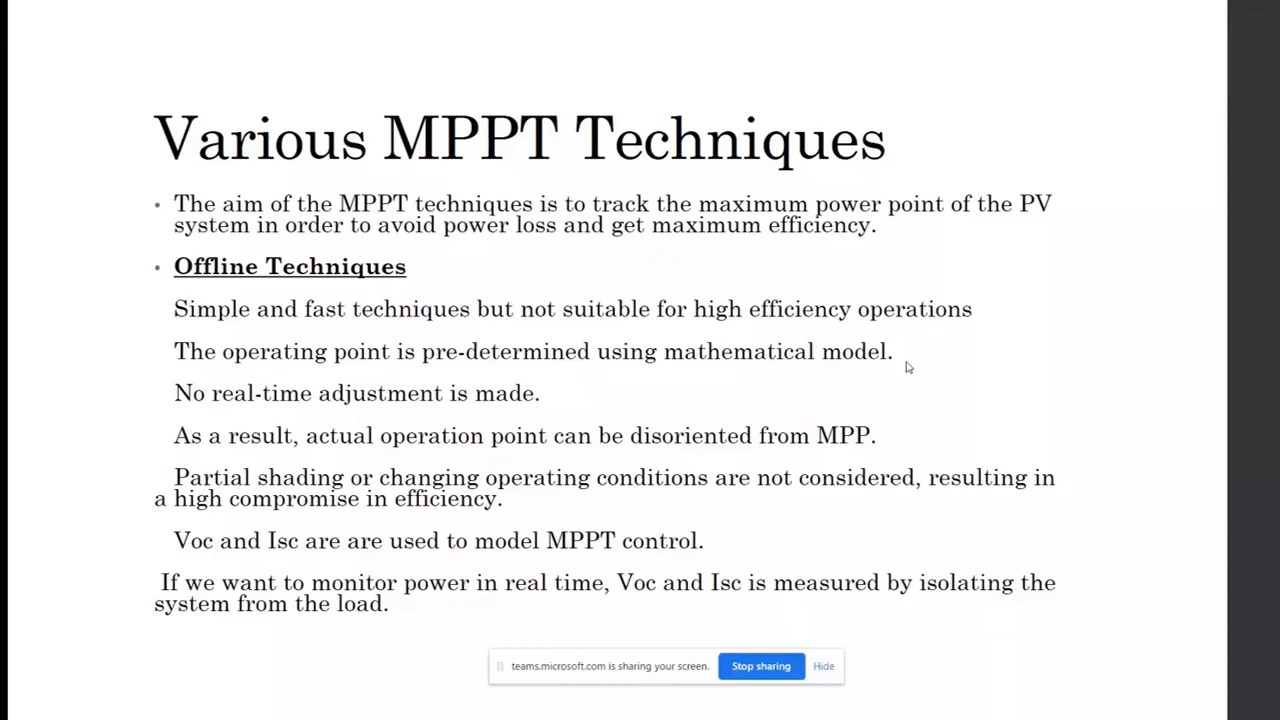 Various MPPT Techniques
• The aim of the MPPT techniques is to track the maximum power point of the PV
system in order to avoid power loss and get maximum efficiency.
• Offline Techniques
Simple and fast techniques but not suitable for high efficiency operations
The operating point is pre-determined using mathematical model.
No real-time adjustment is made.
As a result, actual operation point can be disoriented from MPP.
Partial shading or changing operating conditions are not considered, resulting in
a high compromise in efficiency.
Voc and Isc are are used to model MPPT control.
If we want to monitor power in real time, Voc and Isc is measured by isolating the
system from the load.
teams.microsoft.com is sharing your screen. Stop sharing Hide